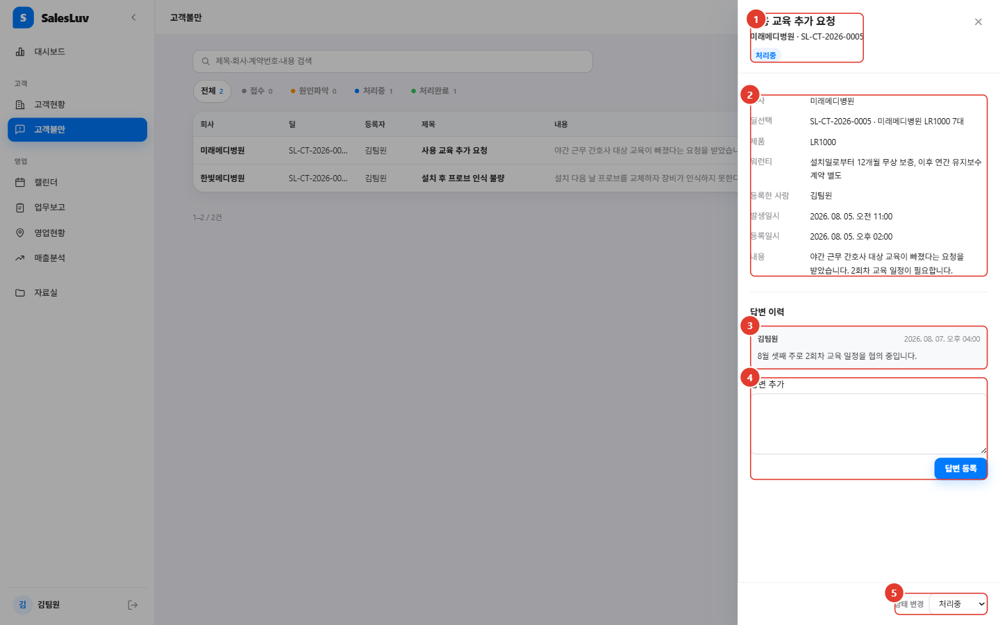 S SalesLuv
대시보드
고객
고객현황
고객불만
영업
캘린더
업무보고
영업현황
매출분석
자료실
김 김팀원
고객불만
제목·회사·계약번호·내용 검색
전체 2 접수 0 원인파악 0 처리중 1 처리완료 1
회사 딜 등록자 제목 내용
미래메디병원 SL-CT-2026-00... 김팀원 사용 교육 추가 요청 야간 근무 간호사 대상 교육이 빠졌다는 요청을 받았습니
한빛메디병원 SL-CT-2026-00... 김팀원 설치 후 프로브 인식 불량 설치 다음 날 프로브를 교체하자 장비가 인식하지 못한다
1–2 / 2건
1
교육 추가 요청
미래메디병원 · SL-CT-2026-0005
처리중
2
사 미래메디병원
딜선택 SL-CT-2026-0005 · 미래메디병원 LR1000 7대
제품 LR1000
워런티 설치일로부터 12개월 무상 보증, 이후 연간 유지보수
계약 별도
등록한 사람 김팀원
발생일시 2026. 08. 05. 오전 11:00
등록일시 2026. 08. 05. 오후 02:00
내용 야간 근무 간호사 대상 교육이 빠졌다는 요청을
받았습니다. 2회차 교육 일정이 필요합니다.
답변 이력
3
김팀원 2026. 08. 07. 오후 04:00
8월 셋째 주로 2회차 교육 일정을 협의 중입니다.
4
변 추가
답변 등록
5
상태 변경 처리중